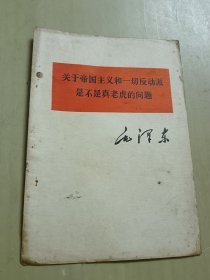 关于帝国主义和一切反动派
是不是真老虎的问题
毛泽东